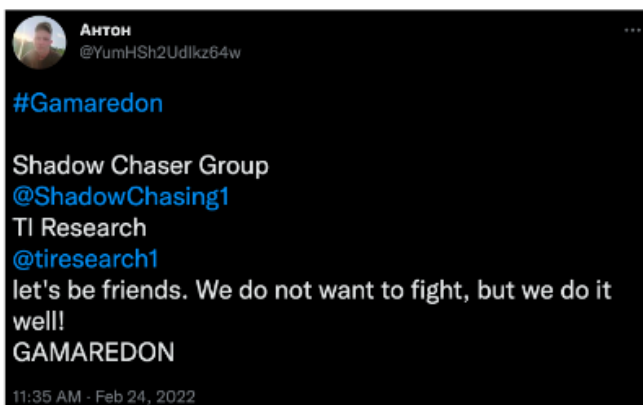 Антон
@YumHSh2Udlkz64w
#Gamaredon
Shadow Chaser Group
@ShadowChasing1
TI Research
@tiresearch1
let's be friends. We do not want to fight, but we do it
well!
GAMAREDON
11:35 AM - Feb 24, 2022